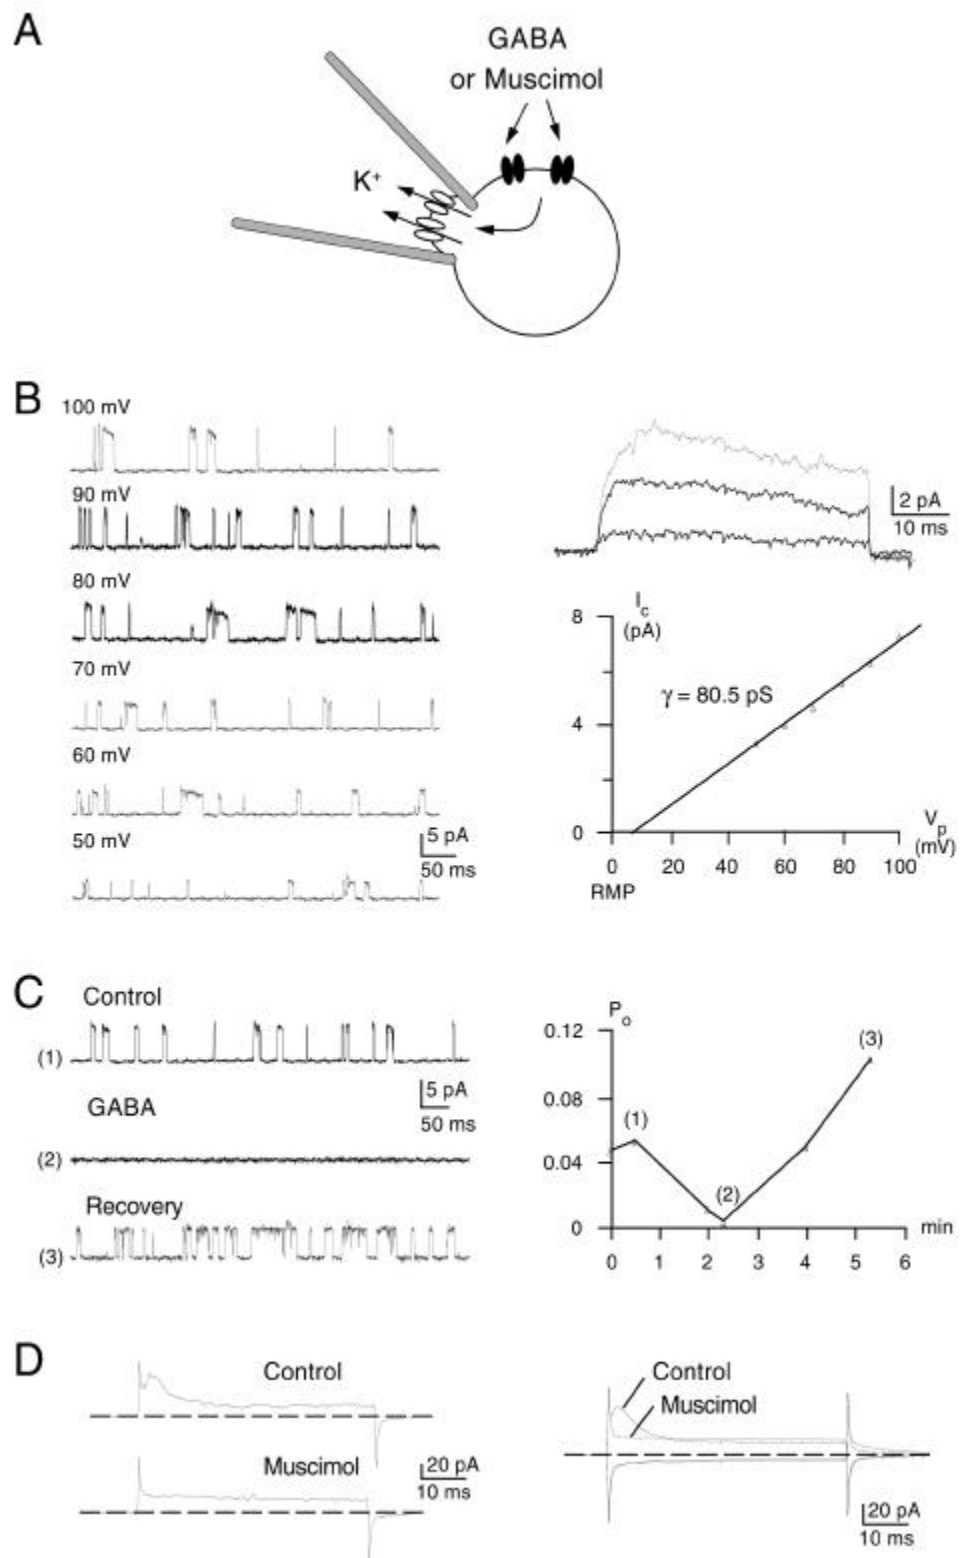 A
GABA
or Muscimol
K⁺
B
100 mV
90 mV
80 mV
70 mV
60 mV
50 mV
5 pA
50 ms
2 pA
10 ms
I_c
(pA)
8
4
0
γ = 80.5 pS
V_p
(mV)
0 20 40 60 80 100
RMP
C
Control
(1)
5 pA
50 ms
GABA
(2)
Recovery
(3)
P_o
0.12
0.08
0.04
0
(1)
(2)
(3)
min
0 1 2 3 4 5 6
D
Control
Muscimol
20 pA
10 ms
Control
Muscimol
20 pA
10 ms